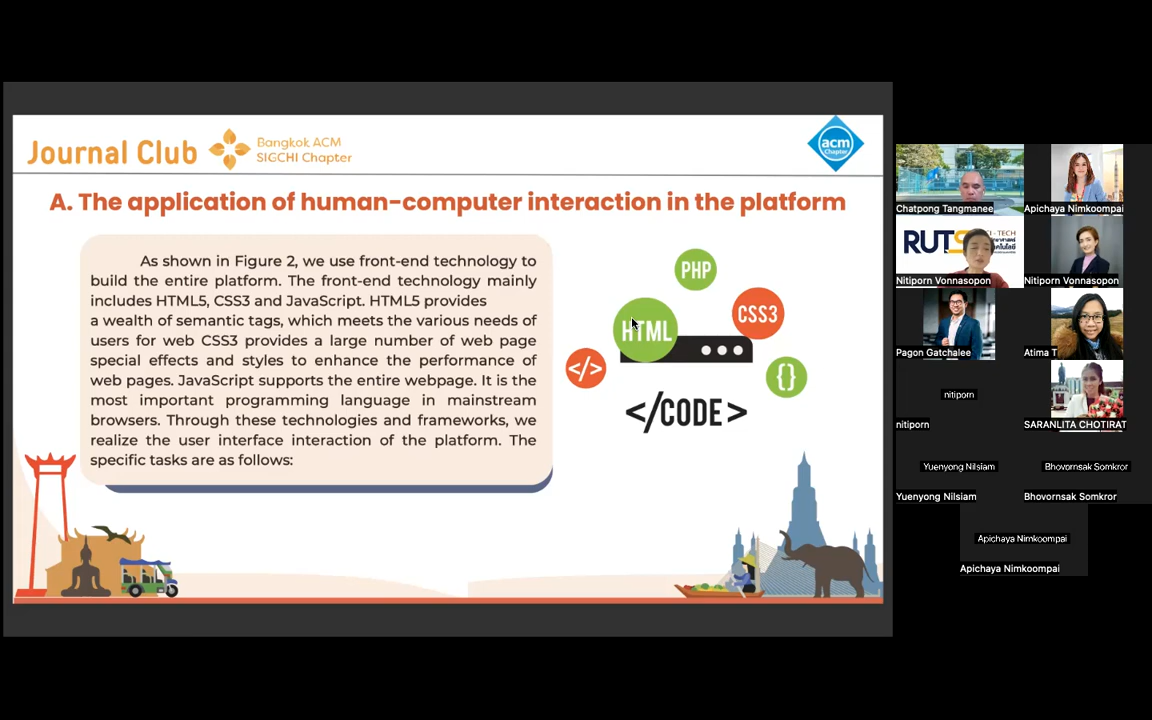 Journal Club
Bangkok ACM
SIGCHI Chapter
acm
Chapter
A. The application of human-computer interaction in the platform
As shown in Figure 2, we use front-end technology to
build the entire platform. The front-end technology mainly
includes HTML5, CSS3 and JavaScript. HTML5 provides
a wealth of semantic tags, which meets the various needs of
users for web CSS3 provides a large number of web page
special effects and styles to enhance the performance of
web pages. JavaScript supports the entire webpage. It is the
most important programming language in mainstream
browsers. Through these technologies and frameworks, we
realize the user interface interaction of the platform. The
specific tasks are as follows:
PHP
HTML
CSS3
</>
{}
</CODE>
Chatpong Tangmanee
Apichaya Nimkoompai
RUTS
Nitiporn Vonnasopon
Nitiporn Vonnasopon
Pagon Gatchalee
Atima T
nitiporn
nitiporn
SARANLITA CHOTIRAT
Yuenyong Nilsiam
Yuenyong Nilsiam
Bhovornsak Somkror
Bhovornsak Somkror
Apichaya Nimkoompai
Apichaya Nimkoompai